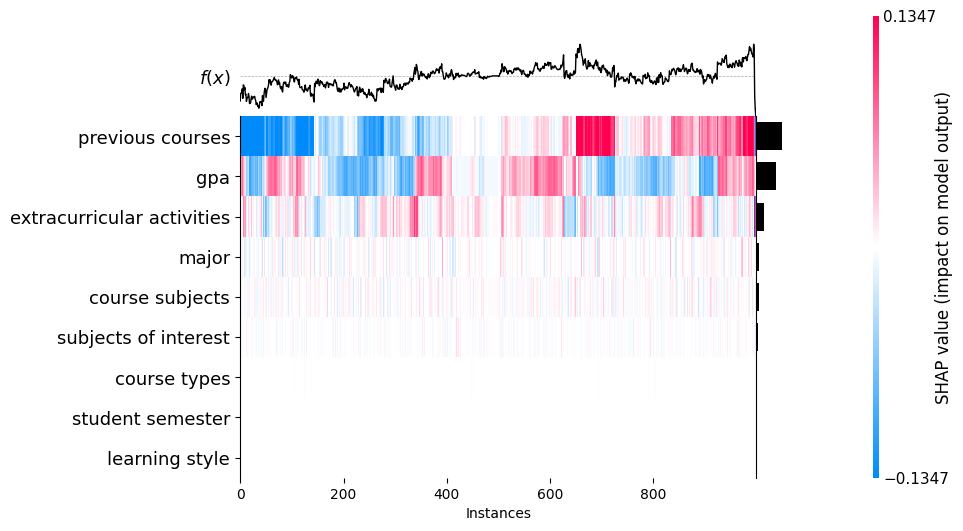 0.1347
f(x)
previous courses
gpa
extracurricular activities
major
course subjects
subjects of interest
course types
student semester
learning style
0 200 400 600 800
Instances
−0.1347
SHAP value (impact on model output)